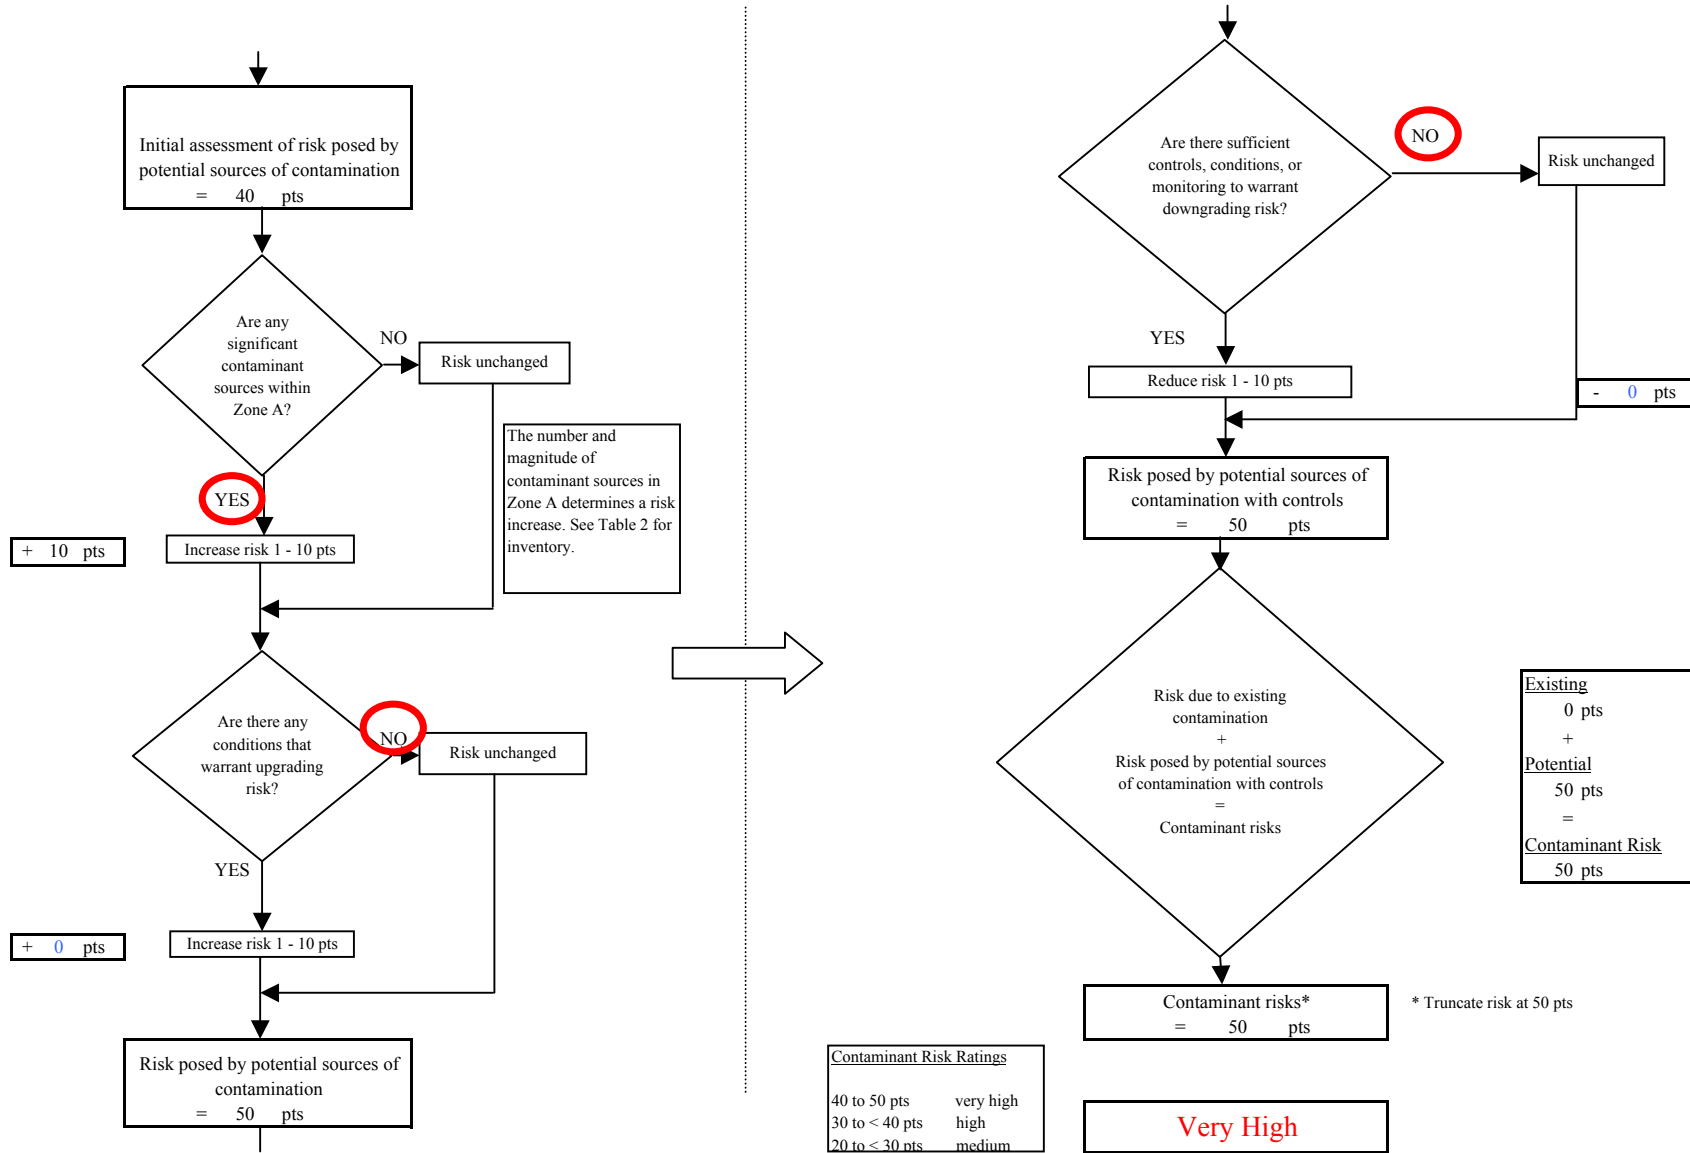 Initial assessment of risk posed by
potential sources of contamination
= 40 pts
Are any
significant
contaminant
sources within
Zone A?
NO
Risk unchanged
The number and
magnitude of
contaminant sources in
Zone A determines a risk
increase. See Table 2 for
inventory.
YES
+ 10 pts
Increase risk 1 - 10 pts
Are there any
conditions that
warrant upgrading
risk?
NO
Risk unchanged
YES
+ 0 pts
Increase risk 1 - 10 pts
Risk posed by potential sources of
contamination
= 50 pts
Are there sufficient
controls, conditions, or
monitoring to warrant
downgrading risk?
NO
Risk unchanged
YES
Reduce risk 1 - 10 pts
- 0 pts
Risk posed by potential sources of
contamination with controls
= 50 pts
Risk due to existing
contamination
+
Risk posed by potential sources
of contamination with controls
=
Contaminant risks
Existing
0 pts
+
Potential
50 pts
=
Contaminant Risk
50 pts
Contaminant risks*
= 50 pts
* Truncate risk at 50 pts
Contaminant Risk Ratings
40 to 50 pts very high
30 to < 40 pts high
20 to < 30 pts medium
Very High